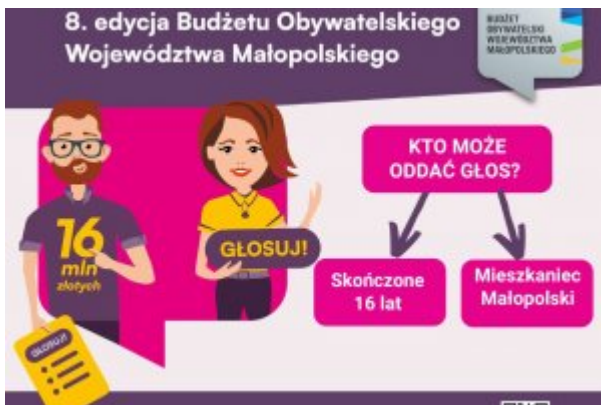 8. edycja Budżetu Obywatelskiego
Województwa Małopolskiego
BUDŻET
OBYWATELSKI
WOJEWÓDZTWA
MAŁOPOLSKIEGO
KTO MOŻE
ODDAĆ GŁOS?
16
mln
złotych
GŁOSUJ!
Skończone
16 lat
Mieszkaniec
Małopolski
GŁOSUJ!